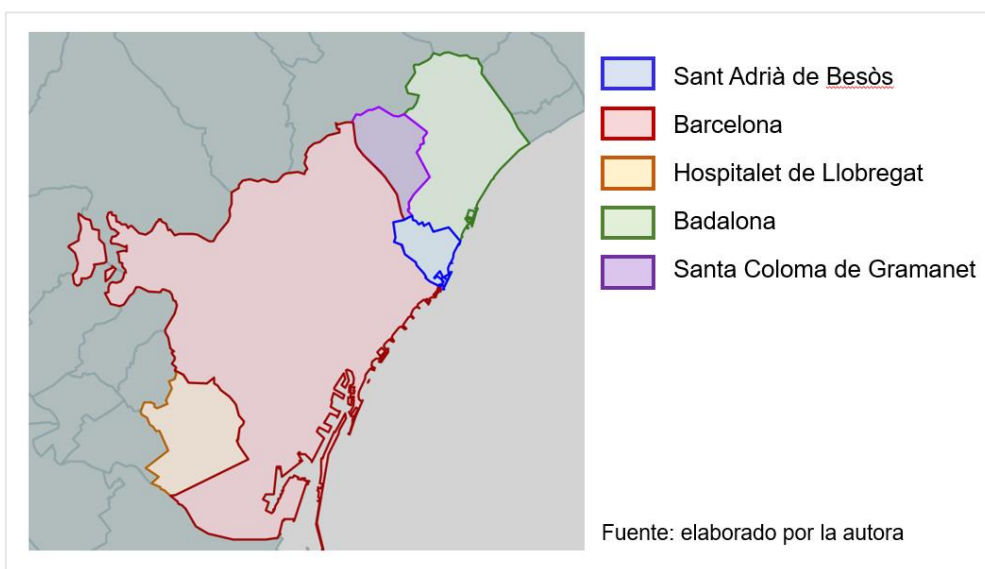 Sant Adrià de Besòs
Barcelona
Hospitalet de Llobregat
Badalona
Santa Coloma de Gramanet
Fuente: elaborado por la autora